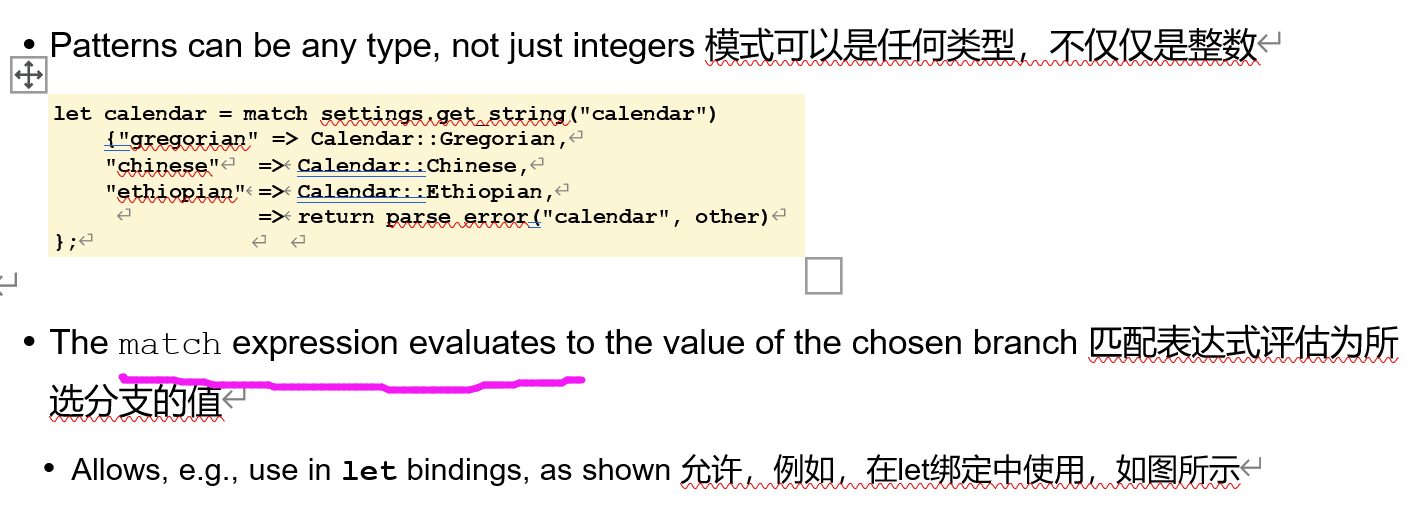 • Patterns can be any type, not just integers 模式可以是任何类型，不仅仅是整数
let calendar = match settings.get_string("calendar")
{"gregorian" => Calendar::Gregorian,
"chinese" => Calendar::Chinese,
"ethiopian" => Calendar::Ethiopian,
=> return parse_error("calendar", other)
};
• The match expression evaluates to the value of the chosen branch 匹配表达式评估为所
选分支的值
• Allows, e.g., use in let bindings, as shown 允许，例如，在let绑定中使用，如图所示